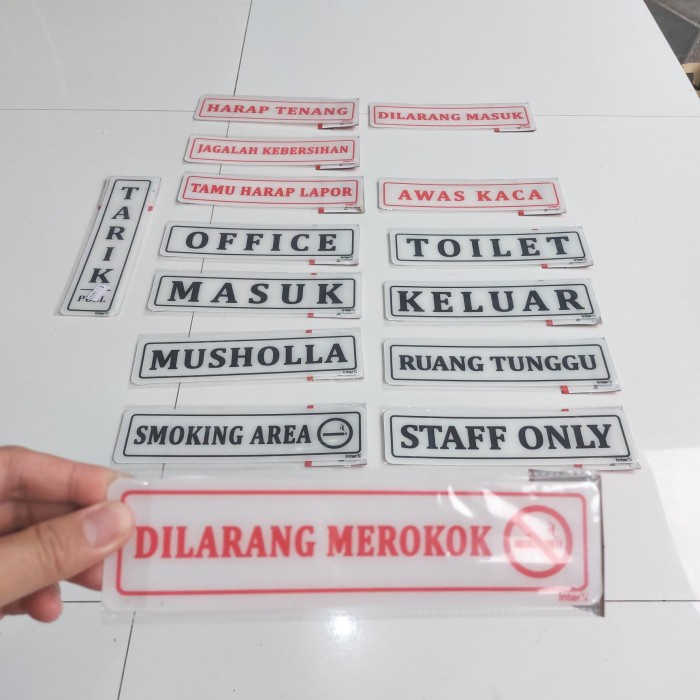 HARAP TENANG
DILARANG MASUK
JAGALAH KEBERSIHAN
TAMU HARAP LAPOR
AWAS KACA
TARIK
PULL
OFFICE
TOILET
MASUK
KELUAR
MUSHOLLA
RUANG TUNGGU
SMOKING AREA
STAFF ONLY
DILARANG MEROKOK